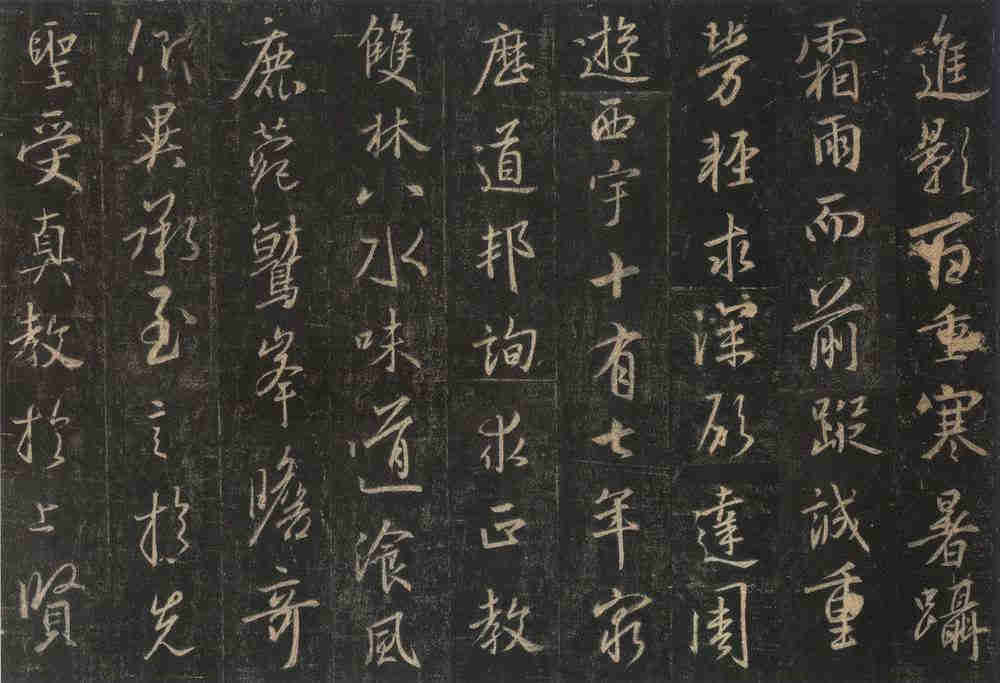 進影百重寒暑躡
霜雨而前蹤誠重
勞輕求深願達周
遊西宇十有七年窮
歷道邦詢求正教
雙林八水味道飡風
鹿菀鷲峯瞻奇
仰異承至言於先
聖受真教於上賢